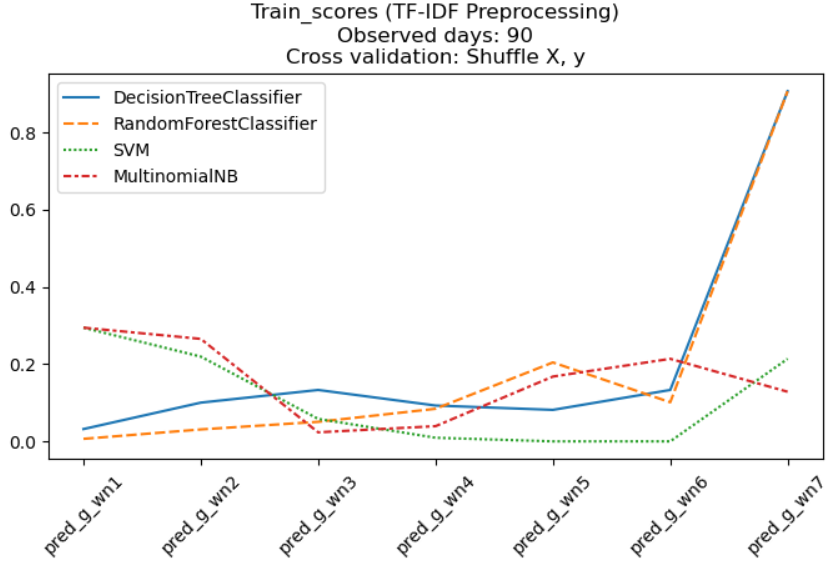 Train_scores (TF-IDF Preprocessing)
Observed days: 90
Cross validation: Shuffle X, y
DecisionTreeClassifier
RandomForestClassifier
SVM
MultinomialNB
0.8
0.6
0.4
0.2
0.0
pred_g_wn1
pred_g_wn2
pred_g_wn3
pred_g_wn4
pred_g_wn5
pred_g_wn6
pred_g_wn7